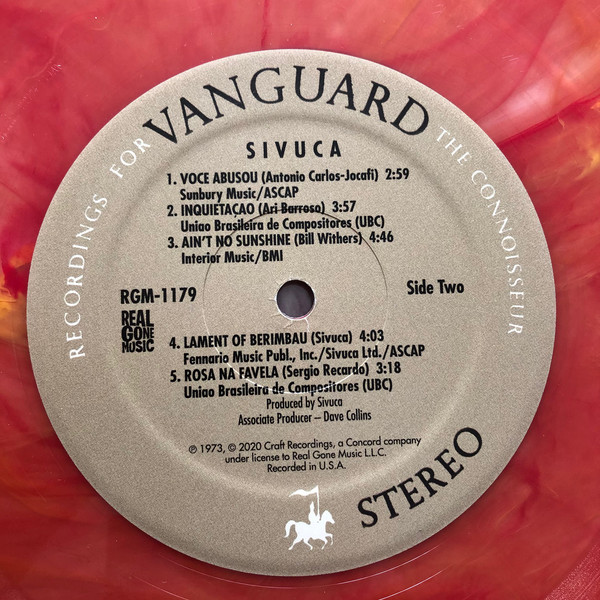 RECORDINGS FOR VANGUARD THE CONNOISSEUR
SIVUCA
1. VOCE ABUSOU (Antonio Carlos-Jocafi) 2:59
Sunbury Music/ASCAP
2. INQUIETAÇAO (Ari Barroso) 3:57
Uniao Brasileira de Compositores (UBC)
3. AIN'T NO SUNSHINE (Bill Withers) 4:46
Interior Music/BMI
RGM-1179
Side Two
REAL
GONE
MUSIC
4. LAMENT OF BERIMBAU (Sivuca) 4:03
Fennario Music Publ., Inc./Sivuca Ltd./ASCAP
5. ROSA NA FAVELA (Sergio Recardo) 3:18
Uniao Brasileira de Compositores (UBC)
Produced by Sivuca
Associate Producer – Dave Collins
℗ 1973, © 2020 Craft Recordings, a Concord company
under license to Real Gone Music L.L.C.
Recorded in U.S.A.
STEREO